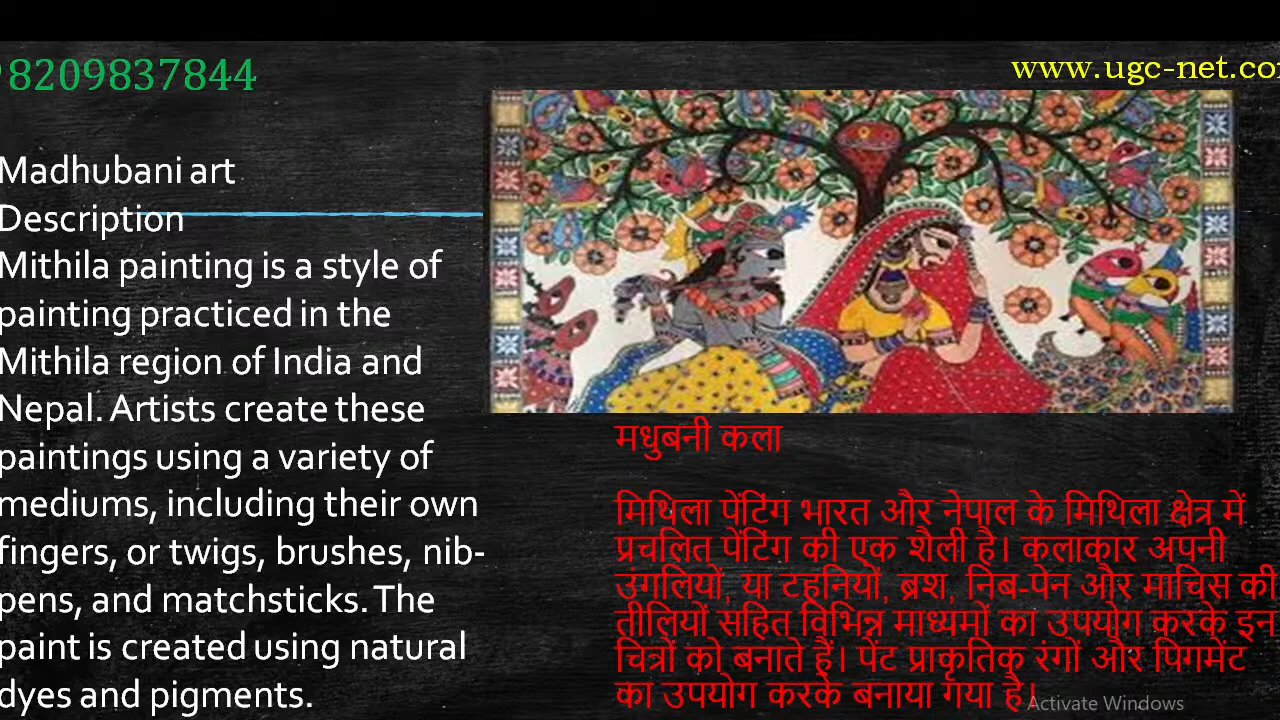 98209837844
www.ugc-net.co
Madhubani art
Description
Mithila painting is a style of
painting practiced in the
Mithila region of India and
Nepal. Artists create these
paintings using a variety of
mediums, including their own
fingers, or twigs, brushes, nib-
pens, and matchsticks. The
paint is created using natural
dyes and pigments.
मधुबनी कला
मिथिला पेंटिंग भारत और नेपाल के मिथिला क्षेत्र में
प्रचलित पेंटिंग की एक शैली है। कलाकार अपनी
उंगलियों, या टहनियों, ब्रश, निब-पेन और माचिस की
तीलियों सहित विभिन्न माध्यमों का उपयोग करके इन
चित्रों को बनाते हैं। पेंट प्राकृतिक रंगों और पिगमेंट
का उपयोग करके बनाया गया है।
Activate Windows